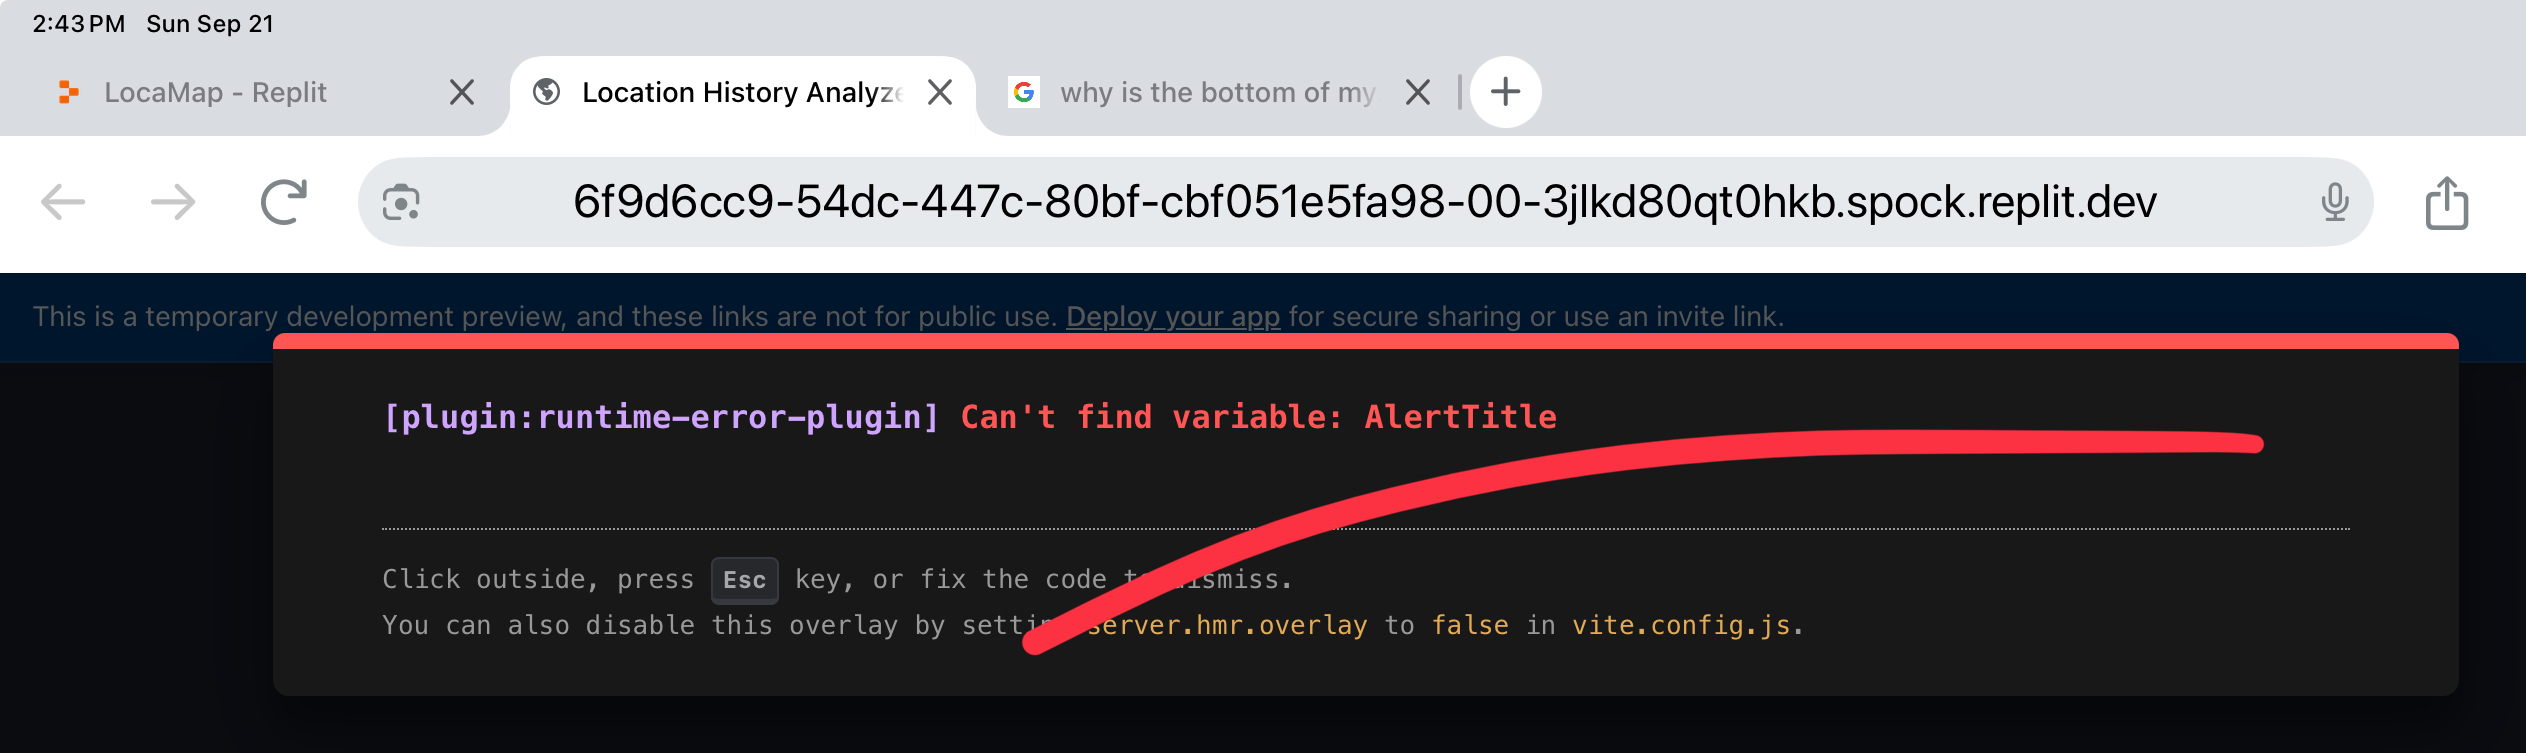 2:43 PM Sun Sep 21
LocaMap - Replit
Location History Analyze
why is the bottom of my
6f9d6cc9-54dc-447c-80bf-cbf051e5fa98-00-3jlkd80qt0hkb.spock.replit.dev
This is a temporary development preview, and these links are not for public use. Deploy your app for secure sharing or use an invite link.
[plugin:runtime-error-plugin] Can't find variable: AlertTitle
Click outside, press Esc key, or fix the code to dismiss.
You can also disable this overlay by setting server.hmr.overlay to false in vite.config.js.